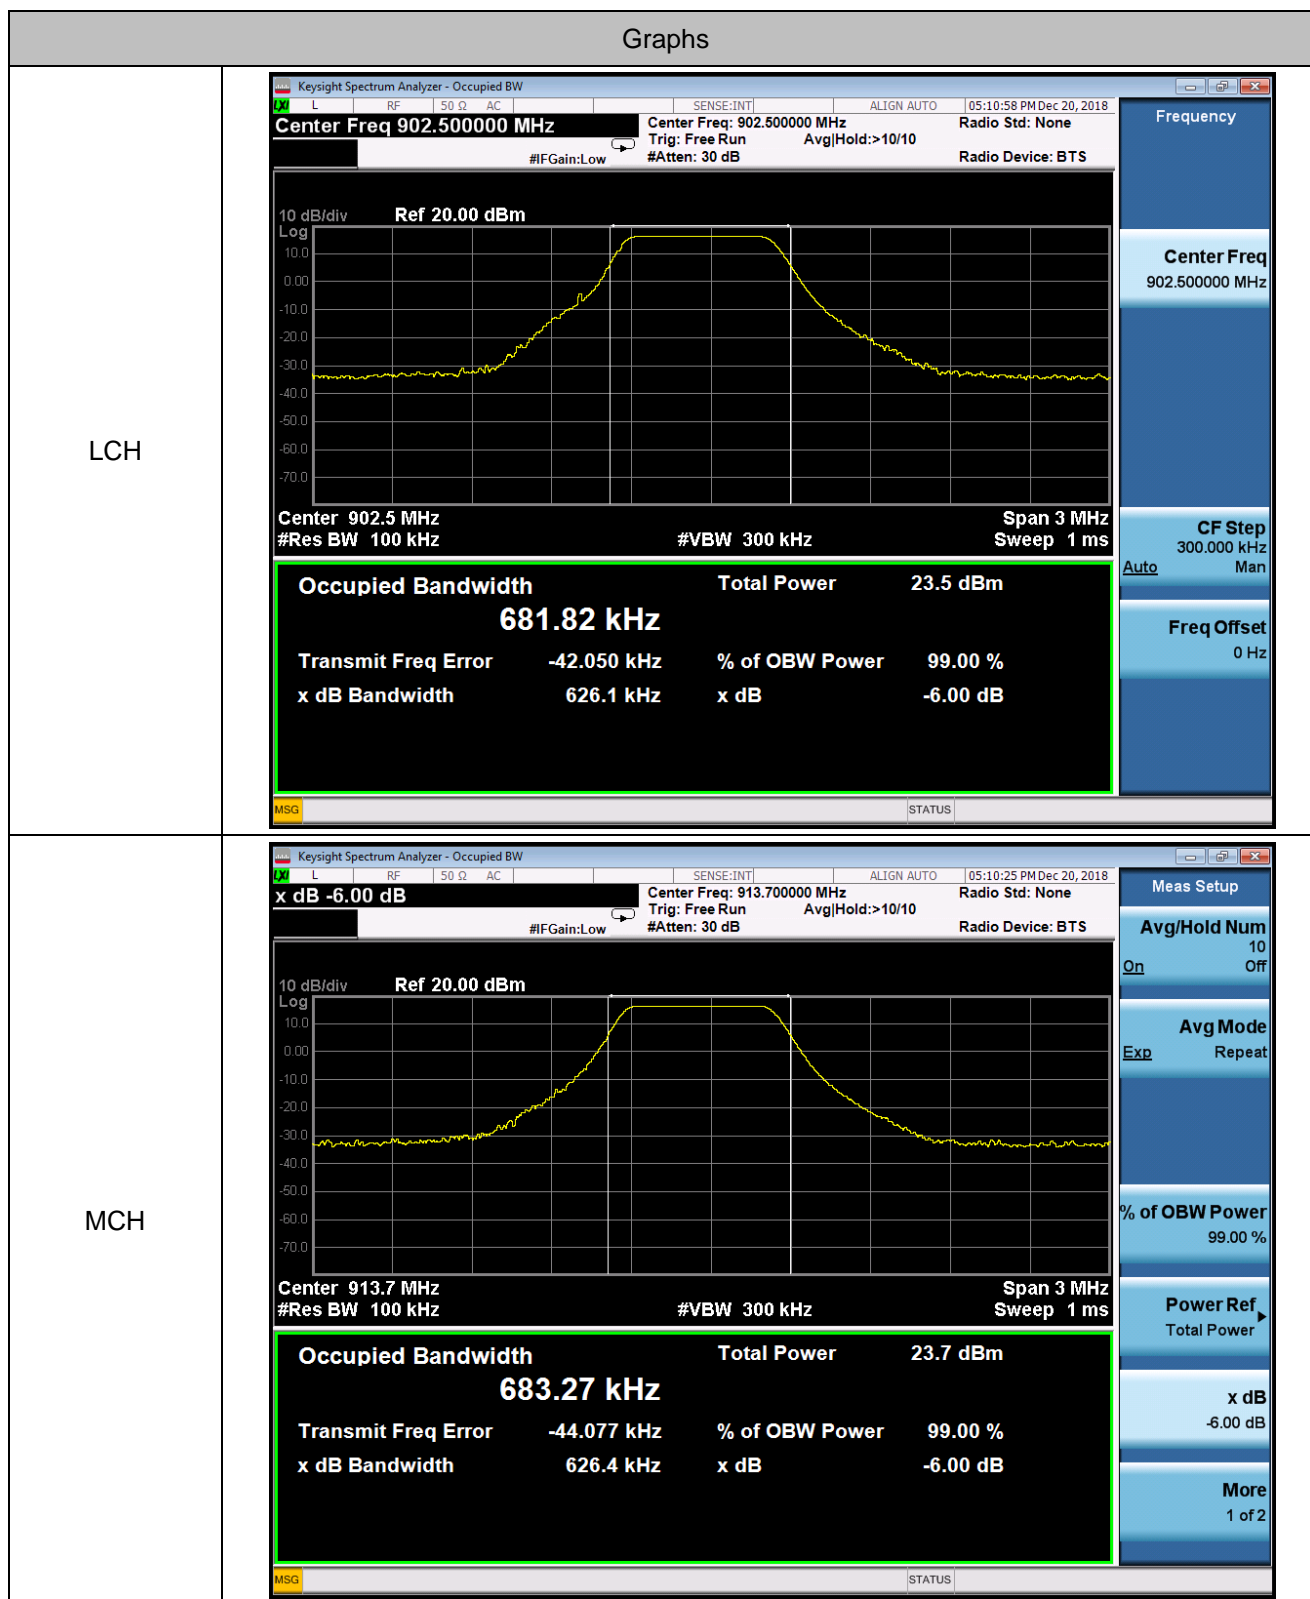 Graphs
LCH
Keysight Spectrum Analyzer - Occupied BW
LXI L RF 50 Ω AC SENSE:INT ALIGN AUTO 05:10:58 PM Dec 20, 2018
Center Freq 902.500000 MHz
Center Freq: 902.500000 MHz Radio Std: None
Trig: Free Run Avg|Hold:>10/10
#IFGain:Low #Atten: 30 dB Radio Device: BTS
10 dB/div Ref 20.00 dBm
Log
10.0
0.00
-10.0
-20.0
-30.0
-40.0
-50.0
-60.0
-70.0
Center 902.5 MHz Span 3 MHz
#Res BW 100 kHz #VBW 300 kHz Sweep 1 ms
Occupied Bandwidth Total Power 23.5 dBm
681.82 kHz
Transmit Freq Error -42.050 kHz % of OBW Power 99.00 %
x dB Bandwidth 626.1 kHz x dB -6.00 dB
MSG STATUS
Frequency
Center Freq
902.500000 MHz
CF Step
300.000 kHz
Auto Man
Freq Offset
0 Hz
MCH
Keysight Spectrum Analyzer - Occupied BW
LXI L RF 50 Ω AC SENSE:INT ALIGN AUTO 05:10:25 PM Dec 20, 2018
x dB -6.00 dB
Center Freq: 913.700000 MHz Radio Std: None
Trig: Free Run Avg|Hold:>10/10
#IFGain:Low #Atten: 30 dB Radio Device: BTS
10 dB/div Ref 20.00 dBm
Log
10.0
0.00
-10.0
-20.0
-30.0
-40.0
-50.0
-60.0
-70.0
Center 913.7 MHz Span 3 MHz
#Res BW 100 kHz #VBW 300 kHz Sweep 1 ms
Occupied Bandwidth Total Power 23.7 dBm
683.27 kHz
Transmit Freq Error -44.077 kHz % of OBW Power 99.00 %
x dB Bandwidth 626.4 kHz x dB -6.00 dB
MSG STATUS
Meas Setup
Avg/Hold Num
10
On Off
Avg Mode
Exp Repeat
% of OBW Power
99.00 %
Power Ref
Total Power
x dB
-6.00 dB
More
1 of 2